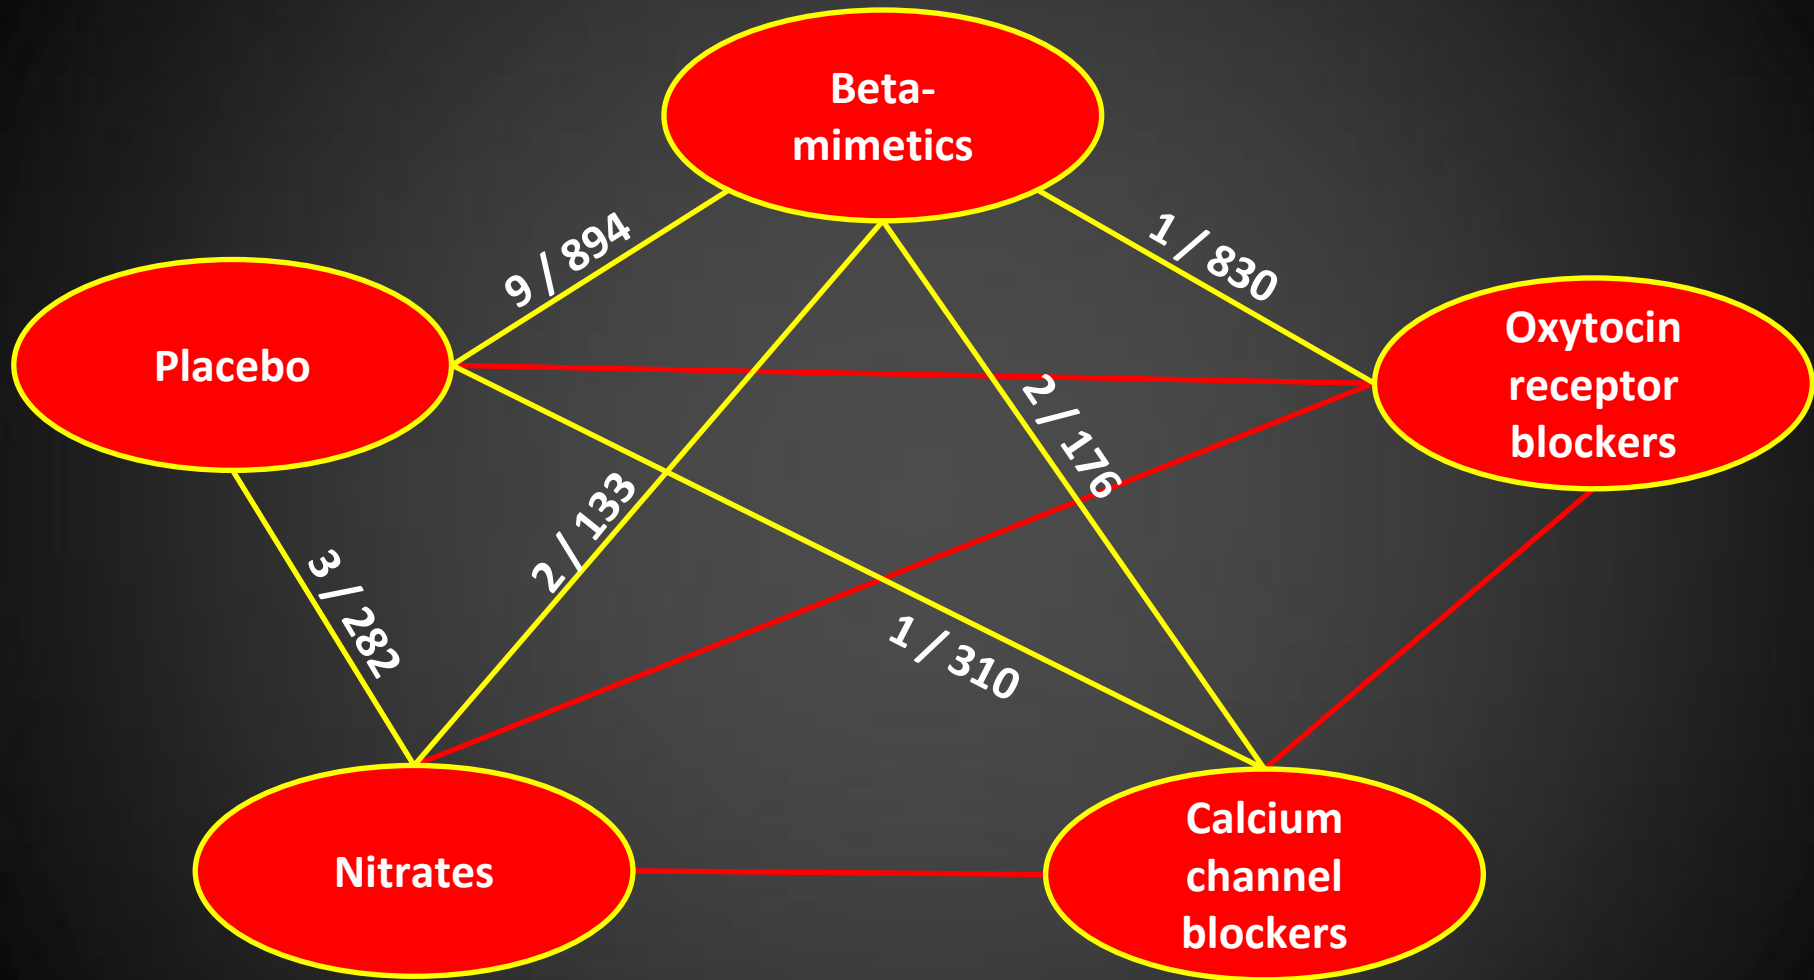 Beta-
mimetics
9 / 894
1 / 830
Placebo
Oxytocin
receptor
blockers
2 / 176
2 / 133
3 / 282
1 / 310
Nitrates
Calcium
channel
blockers